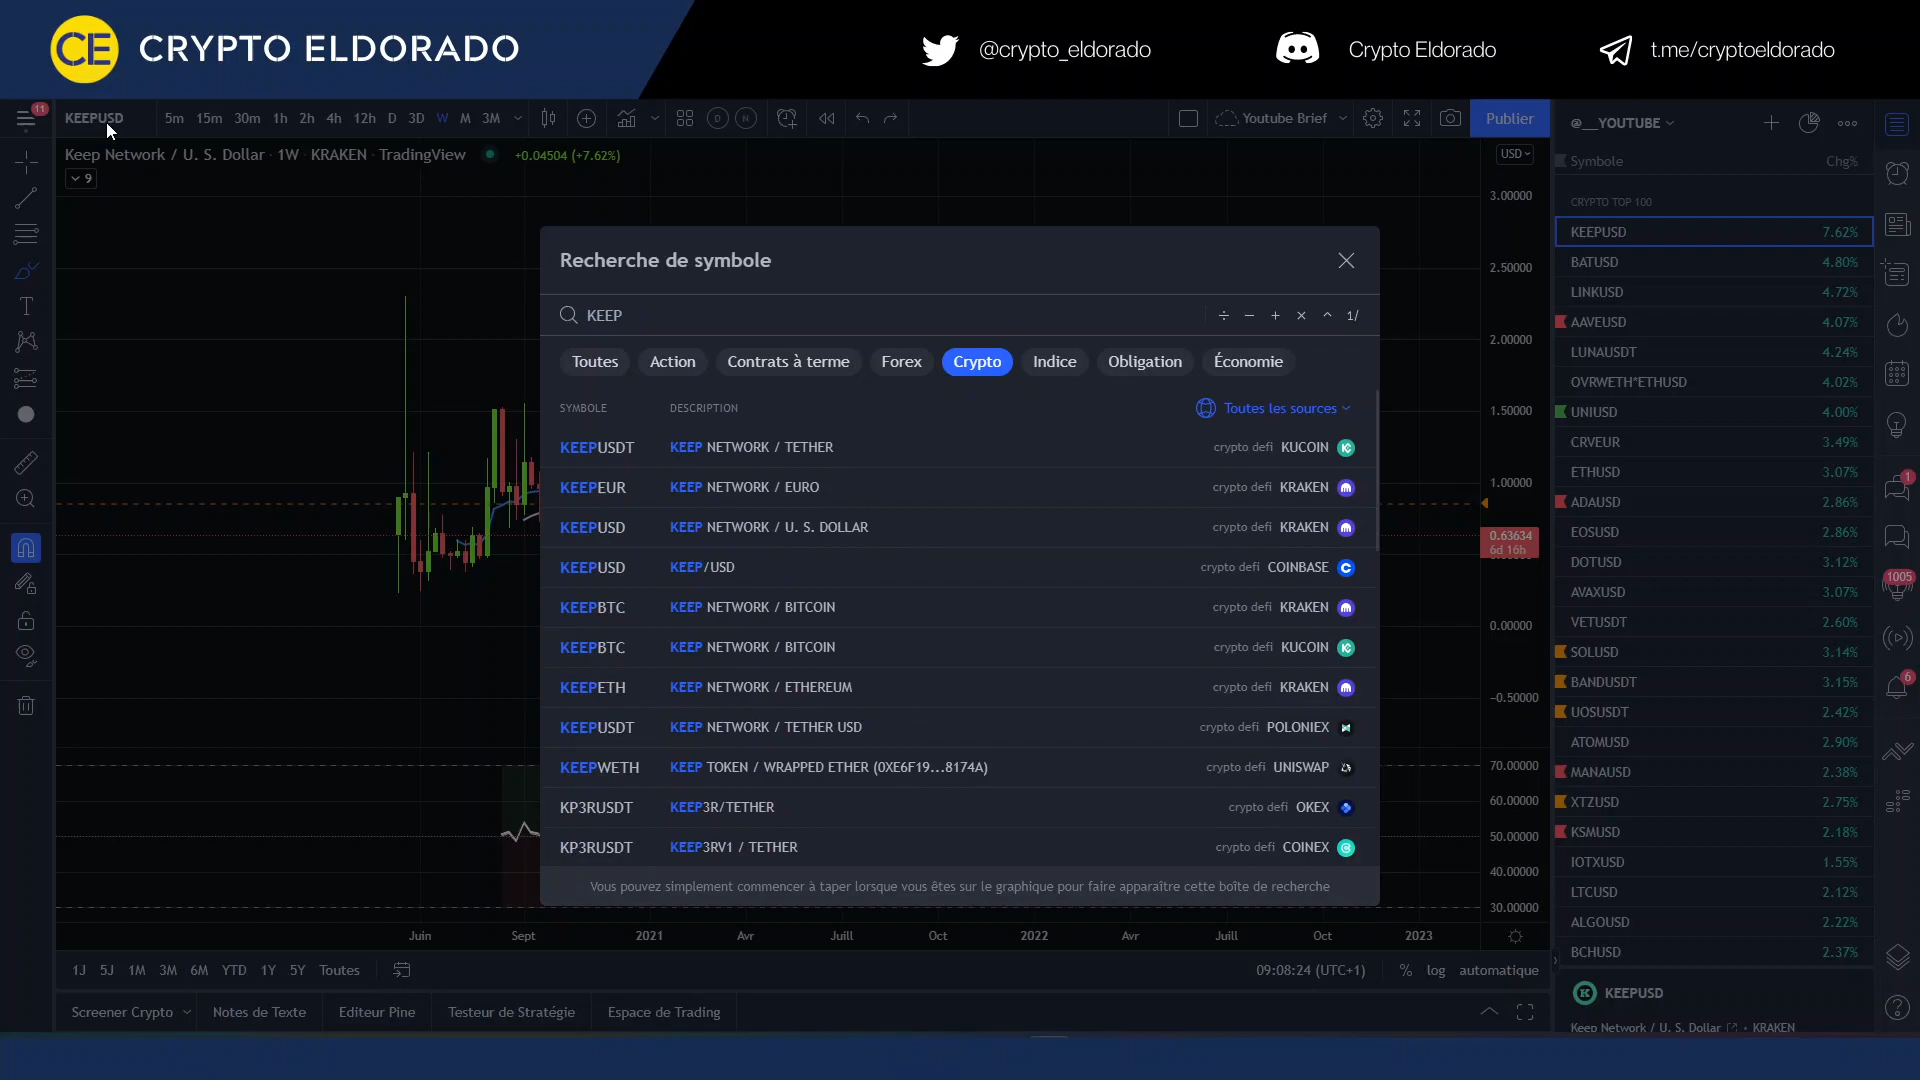 CE CRYPTO ELDORADO
@crypto_eldorado
Crypto Eldorado
t.me/cryptoeldorado
11
KEEPUSD 5m 15m 30m 1h 2h 4h 12h D 3D W M 3M D N Youtube Brief Publier
Keep Network / U. S. Dollar · 1W · KRAKEN · TradingView +0.04504 (+7.62%)
9
USD
3.00000
2.50000
2.00000
1.50000
1.00000
0.63634
6d 16h
0.00000
−0.50000
70.00000
60.00000
50.00000
40.00000
30.00000
Recherche de symbole
KEEP ÷ − + × ^ 1/
Toutes Action Contrats à terme Forex Crypto Indice Obligation Économie
SYMBOLE DESCRIPTION Toutes les sources
KEEPUSDT KEEP NETWORK / TETHER crypto defi KUCOIN
KEEPEUR KEEP NETWORK / EURO crypto defi KRAKEN
KEEPUSD KEEP NETWORK / U. S. DOLLAR crypto defi KRAKEN
KEEPUSD KEEP/USD crypto defi COINBASE
KEEPBTC KEEP NETWORK / BITCOIN crypto defi KRAKEN
KEEPBTC KEEP NETWORK / BITCOIN crypto defi KUCOIN
KEEPETH KEEP NETWORK / ETHEREUM crypto defi KRAKEN
KEEPUSDT KEEP NETWORK / TETHER USD crypto defi POLONIEX
KEEPWETH KEEP TOKEN / WRAPPED ETHER (0XE6F19...8174A) crypto defi UNISWAP
KP3RUSDT KEEP3R/TETHER crypto defi OKEX
KP3RUSDT KEEP3RV1 / TETHER crypto defi COINEX
Vous pouvez simplement commencer à taper lorsque vous êtes sur le graphique pour faire apparaître cette boîte de recherche
Juin Sept 2021 Avr Juill Oct 2022 Avr Juill Oct 2023
1J 5J 1M 3M 6M YTD 1Y 5Y Toutes 09:08:24 (UTC+1) % log automatique
Screener Crypto Notes de Texte Editeur Pine Testeur de Stratégie Espace de Trading
@__YOUTUBE
Symbole Chg%
CRYPTO TOP 100
KEEPUSD 7.62%
BATUSD 4.80%
LINKUSD 4.72%
AAVEUSD 4.07%
LUNAUSDT 4.24%
OVRWETH*ETHUSD 4.02%
UNIUSD 4.00%
CRVEUR 3.49%
ETHUSD 3.07%
ADAUSD 2.86%
EOSUSD 2.86%
DOTUSD 3.12%
AVAXUSD 3.07%
VETUSDT 2.60%
SOLUSD 3.14%
BANDUSDT 3.15%
UOSUSDT 2.42%
ATOMUSD 2.90%
MANAUSD 2.38%
XTZUSD 2.75%
KSMUSD 2.18%
IOTXUSD 1.55%
LTCUSD 2.12%
ALGOUSD 2.22%
BCHUSD 2.37%
KEEPUSD
Keep Network / U. S. Dollar • KRAKEN
1
1005
6